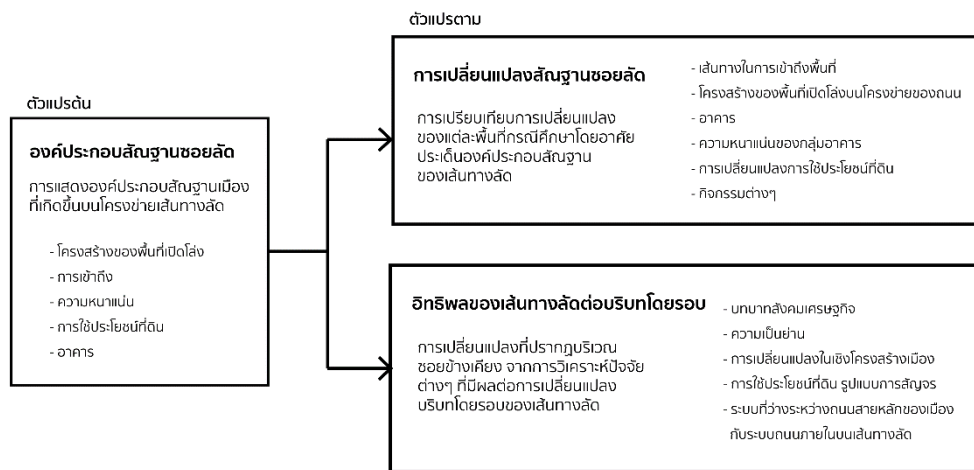 ตัวแปรต้น
องค์ประกอบสัณฐานซอยลัด
การแสดงองค์ประกอบสัณฐานเมือง
ที่เกิดขึ้นบนโครงข่ายเส้นทางลัด
- โครงสร้างของพื้นที่เปิดโล่ง
- การเข้าถึง
- ความหนาแน่น
- การใช้ประโยชน์ที่ดิน
- อาคาร
ตัวแปรตาม
การเปลี่ยนแปลงสัณฐานซอยลัด
การเปรียบเทียบการเปลี่ยนแปลง
ของแต่ละพื้นที่กรณีศึกษาโดยอาศัย
ประเด็นองค์ประกอบสัณฐาน
ของเส้นทางลัด
- เส้นทางในการเข้าถึงพื้นที่
- โครงสร้างของพื้นที่เปิดโล่งบนโครงข่ายของถนน
- อาคาร
- ความหนาแน่นของกลุ่มอาคาร
- การเปลี่ยนแปลงการใช้ประโยชน์ที่ดิน
- กิจกรรมต่างๆ
อิทธิพลของเส้นทางลัดต่อบริบทโดยรอบ
การเปลี่ยนแปลงที่ปรากฏบริเวณ
ซอยข้างเคียง จากการวิเคราะห์ปัจจัย
ต่างๆ ที่มีผลต่อการเปลี่ยนแปลง
บริบทโดยรอบของเส้นทางลัด
- บทบาทสังคมเศรษฐกิจ
- ความเป็นย่าน
- การเปลี่ยนแปลงในเชิงโครงสร้างเมือง
- การใช้ประโยชน์ที่ดิน รูปแบบการสัญจร
- ระบบที่ว่างระหว่างถนนสายหลักของเมือง
กับระบบถนนภายในบนเส้นทางลัด